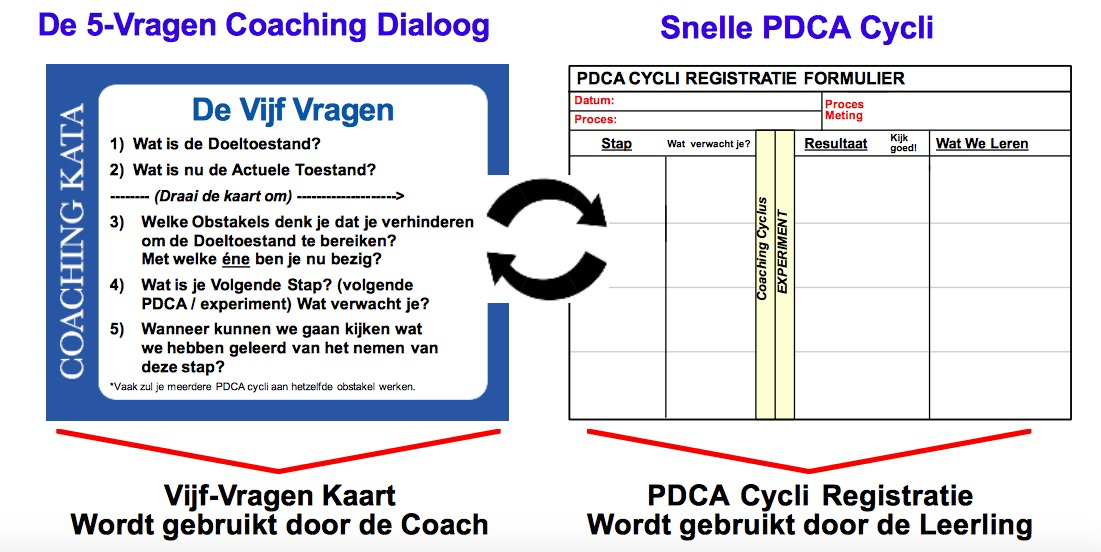 De 5-Vragen Coaching Dialoog
COACHING KATA
De Vijf Vragen
1) Wat is de Doeltoestand?
2) Wat is nu de Actuele Toestand?
-------- (Draai de kaart om) -------------------->
3) Welke Obstakels denk je dat je verhinderen
om de Doeltoestand te bereiken?
Met welke éne ben je nu bezig?
4) Wat is je Volgende Stap? (volgende
PDCA / experiment) Wat verwacht je?
5) Wanneer kunnen we gaan kijken wat
we hebben geleerd van het nemen van
deze stap?
*Vaak zul je meerdere PDCA cycli aan hetzelfde obstakel werken.
Vijf-Vragen Kaart
Wordt gebruikt door de Coach
Snelle PDCA Cycli
PDCA CYCLI REGISTRATIE FORMULIER
Datum:
Proces:
Proces
Meting
Stap
Wat verwacht je?
Coaching Cyclus
EXPERIMENT
Resultaat
Kijk
goed!
Wat We Leren
PDCA Cycli Registratie
Wordt gebruikt door de Leerling